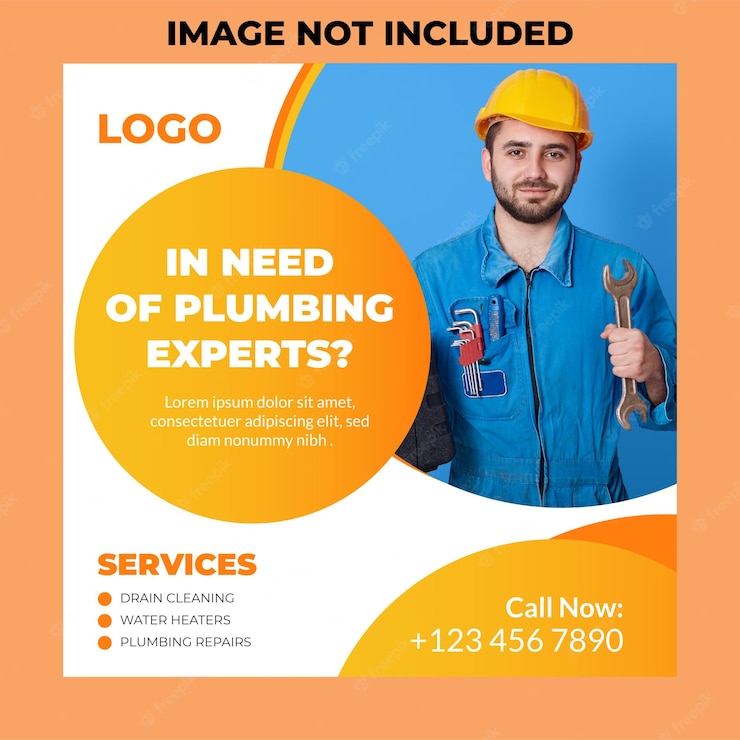 IMAGE NOT INCLUDED
LOGO
IN NEED
OF PLUMBING
EXPERTS?
Lorem ipsum dolor sit amet,
consectetuer adipiscing elit, sed
diam nonummy nibh .
SERVICES
DRAIN CLEANING
WATER HEATERS
PLUMBING REPAIRS
Call Now:
+123 456 7890
freepik